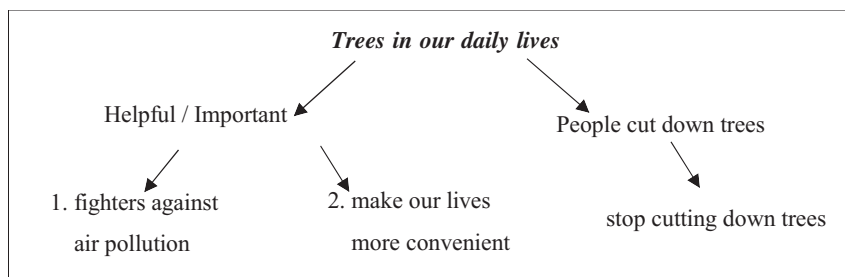 Trees in our daily lives
Helpful / Important
People cut down trees
1. fighters against
air pollution
2. make our lives
more convenient
stop cutting down trees